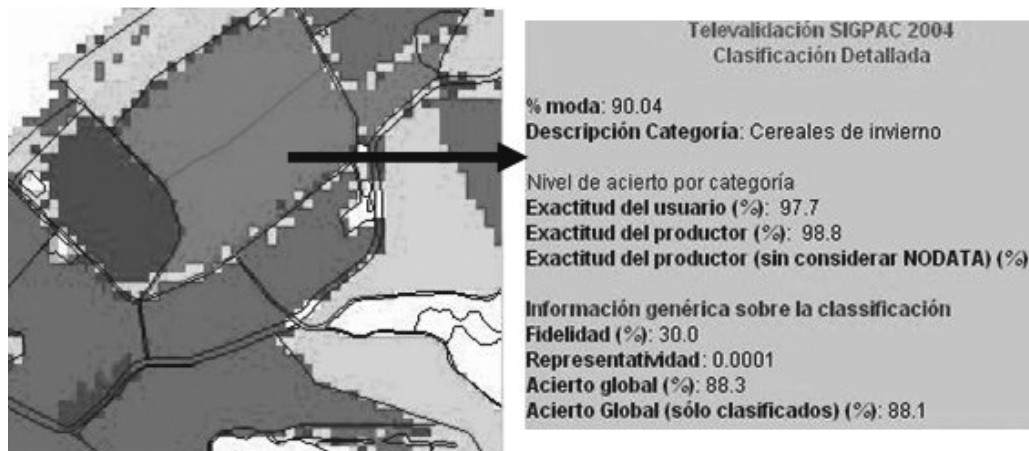 Televalidación SIGPAC 2004
Clasificación Detallada
% moda: 90.04
Descripción Categoría: Cereales de invierno
Nivel de acierto por categoría
Exactitud del usuario (%): 97.7
Exactitud del productor (%): 98.8
Exactitud del productor (sin considerar NODATA) (%)
Información genérica sobre la classificación
Fidelidad (%): 30.0
Representatividad: 0.0001
Acierto global (%): 88.3
Acierto Global (sólo clasificados) (%): 88.1